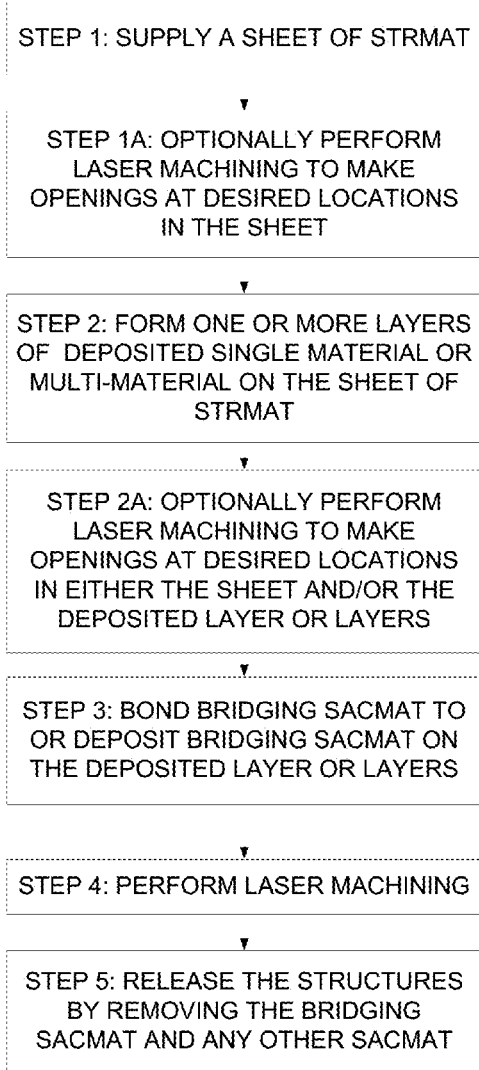 STEP 1: SUPPLY A SHEET OF STRMAT
STEP 1A: OPTIONALLY PERFORM
LASER MACHINING TO MAKE
OPENINGS AT DESIRED LOCATIONS
IN THE SHEET
STEP 2: FORM ONE OR MORE LAYERS
OF DEPOSITED SINGLE MATERIAL OR
MULTI-MATERIAL ON THE SHEET OF
STRMAT
STEP 2A: OPTIONALLY PERFORM
LASER MACHINING TO MAKE
OPENINGS AT DESIRED LOCATIONS
IN EITHER THE SHEET AND/OR THE
DEPOSITED LAYER OR LAYERS
STEP 3: BOND BRIDGING SACMAT TO
OR DEPOSIT BRIDGING SACMAT ON
THE DEPOSITED LAYER OR LAYERS
STEP 4: PERFORM LASER MACHINING
STEP 5: RELEASE THE STRUCTURES
BY REMOVING THE BRIDGING
SACMAT AND ANY OTHER SACMAT